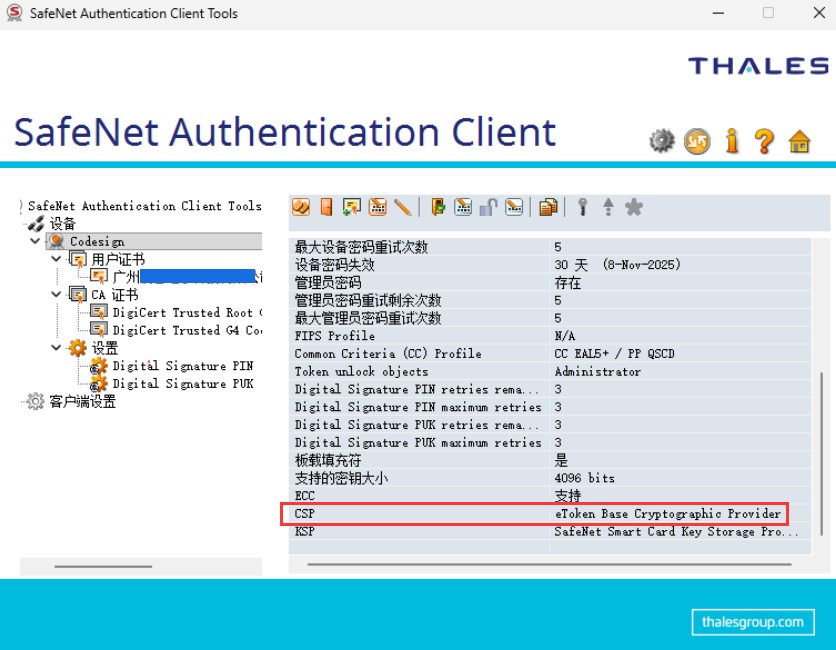 SafeNet Authentication Client Tools
THALES
SafeNet Authentication Client
SafeNet Authentication Client Tools
设备
Codesign
用户证书
广州
CA 证书
DigiCert Trusted Root
DigiCert Trusted G4
设置
Digital Signature PIN
Digital Signature PUK
客户端设置
最大设备密码重试次数 5
设备密码失效 30 天 (8-Nov-2025)
管理员密码 存在
管理员密码重试剩余次数 5
最大管理员密码重试次数 5
FIPS Profile N/A
Common Criteria (CC) Profile CC EAL5+ / PP QSCD
Token unlock objects Administrator
Digital Signature PIN retries rema... 3
Digital Signature PIN maximum retries 3
Digital Signature PUK retries rema... 3
Digital Signature PUK maximum retries 3
板载填充符 是
支持的密钥大小 4096 bits
ECC 支持
CSP eToken Base Cryptographic Provider
KSP SafeNet Smart Card Key Storage Pro...
thalesgroup.com